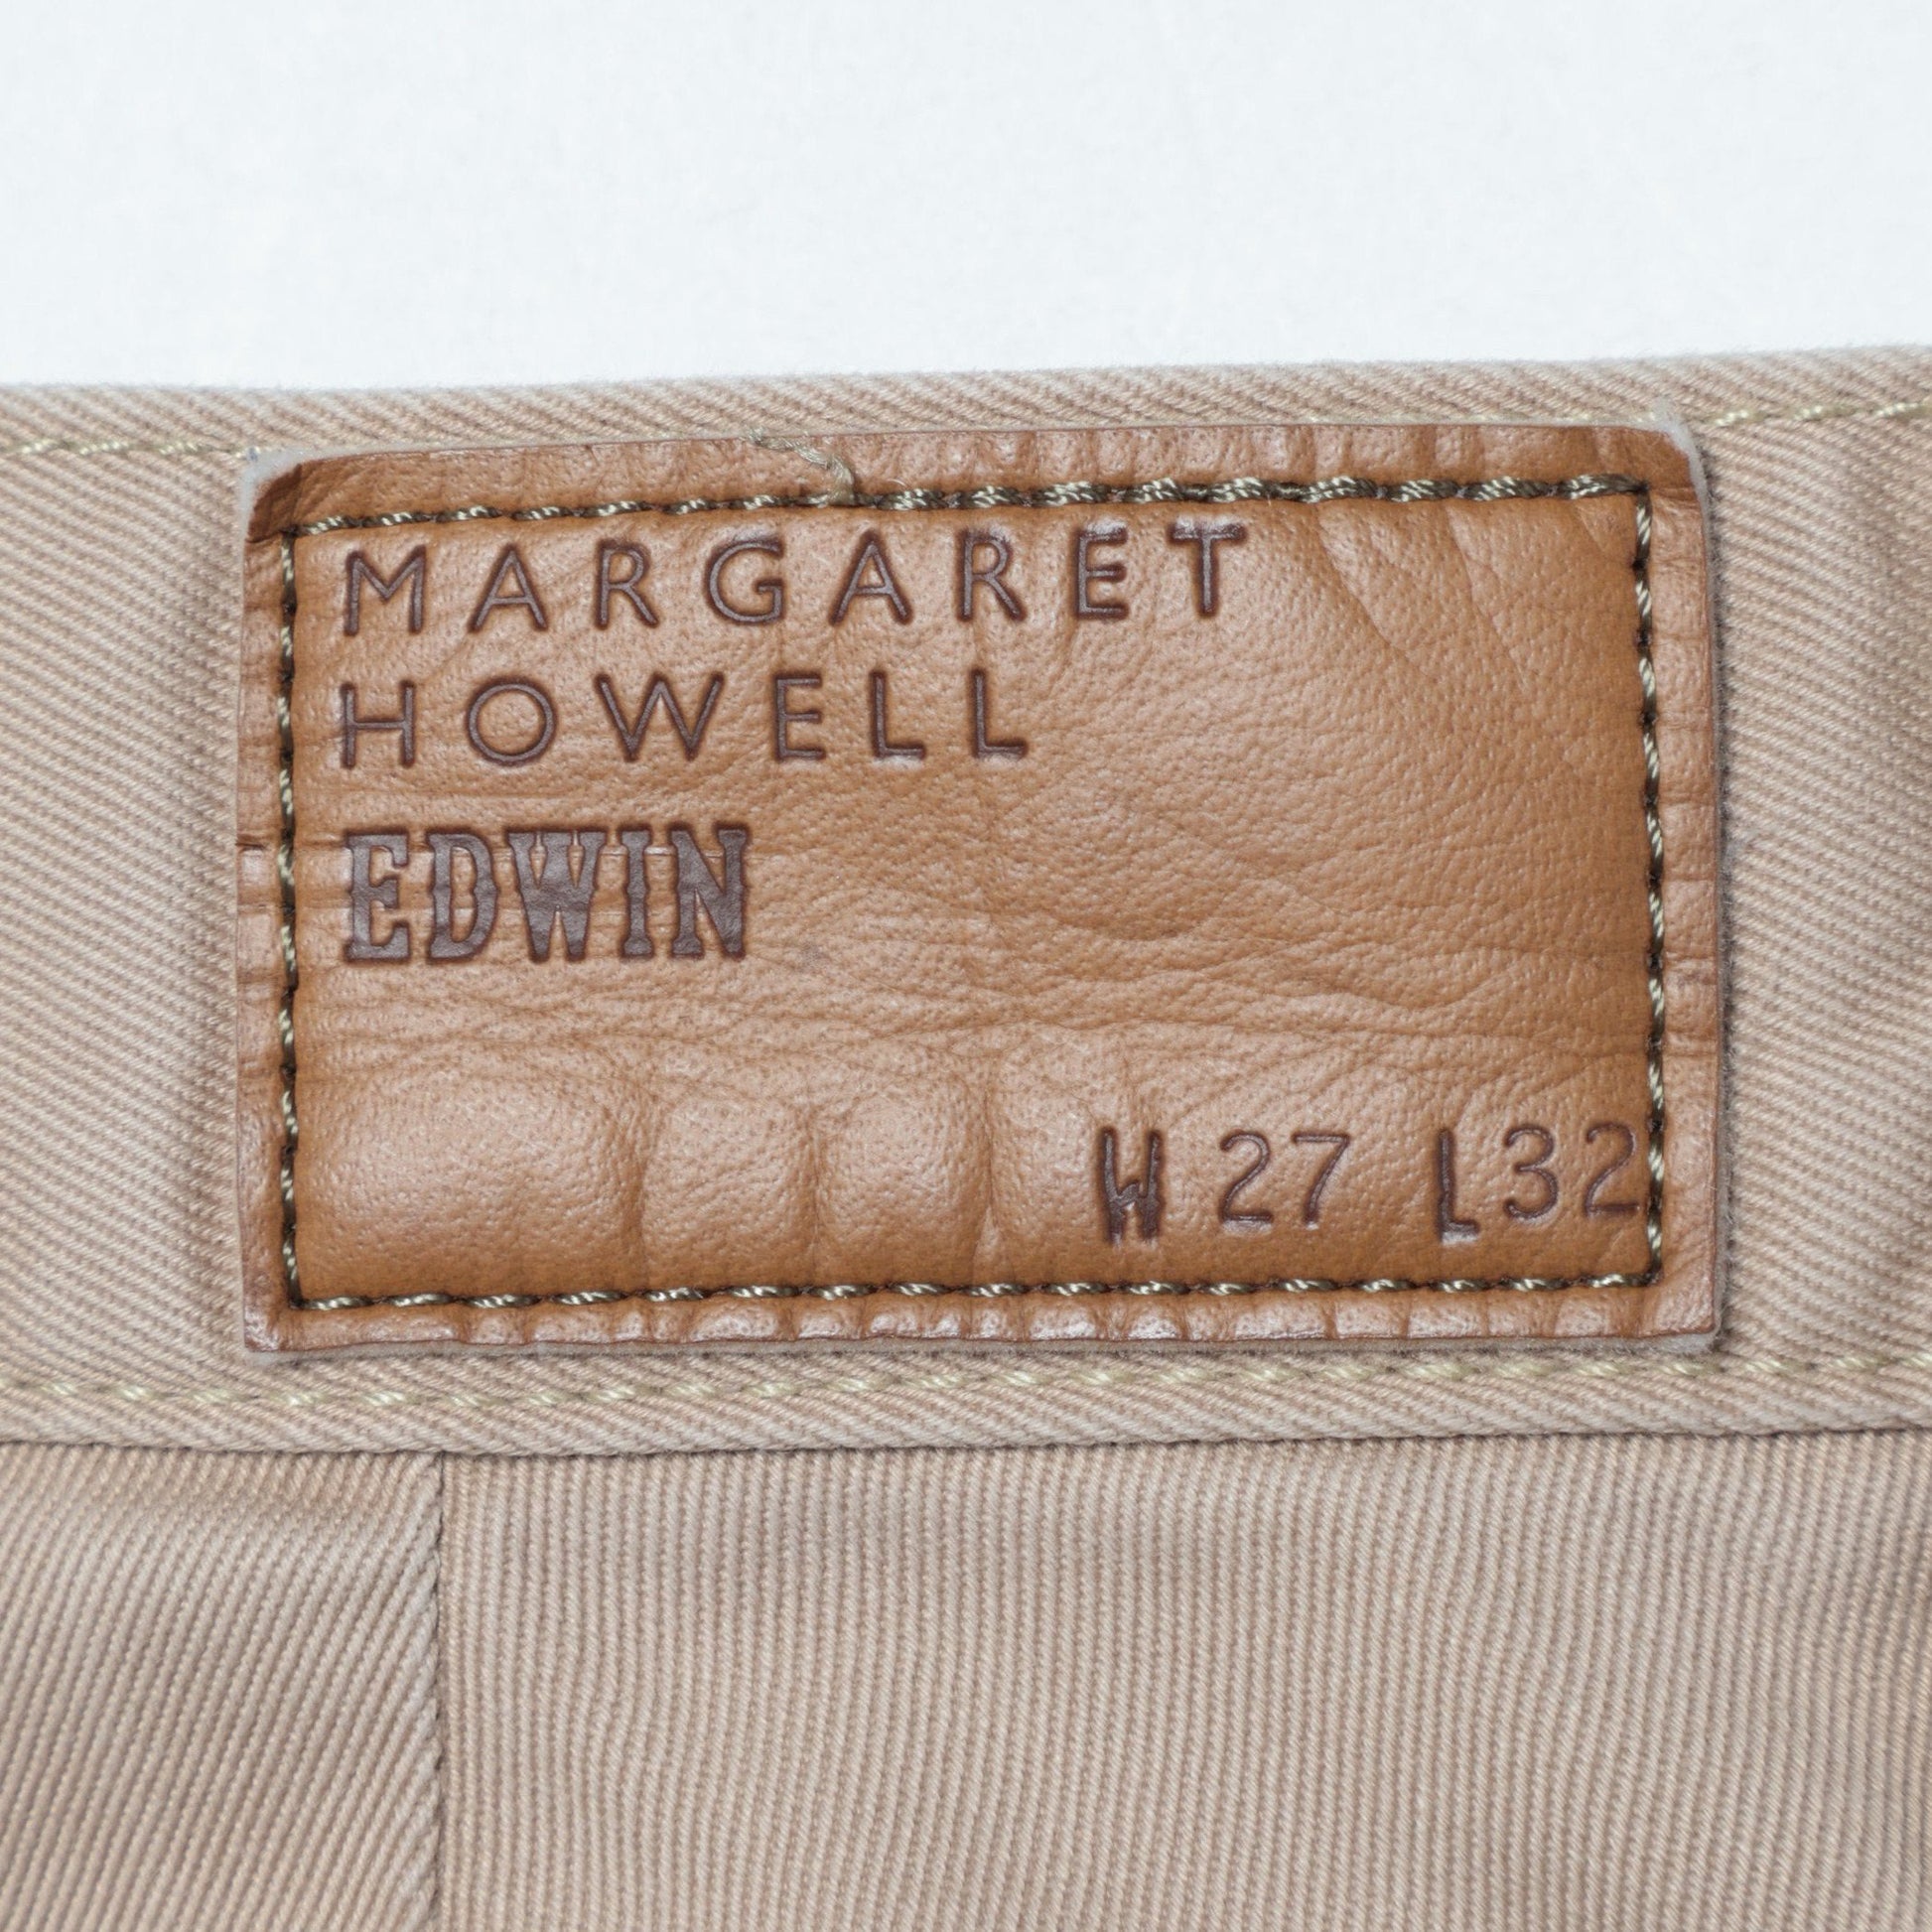 MARGARET
HOWELL
EDWIN
W 27 L32